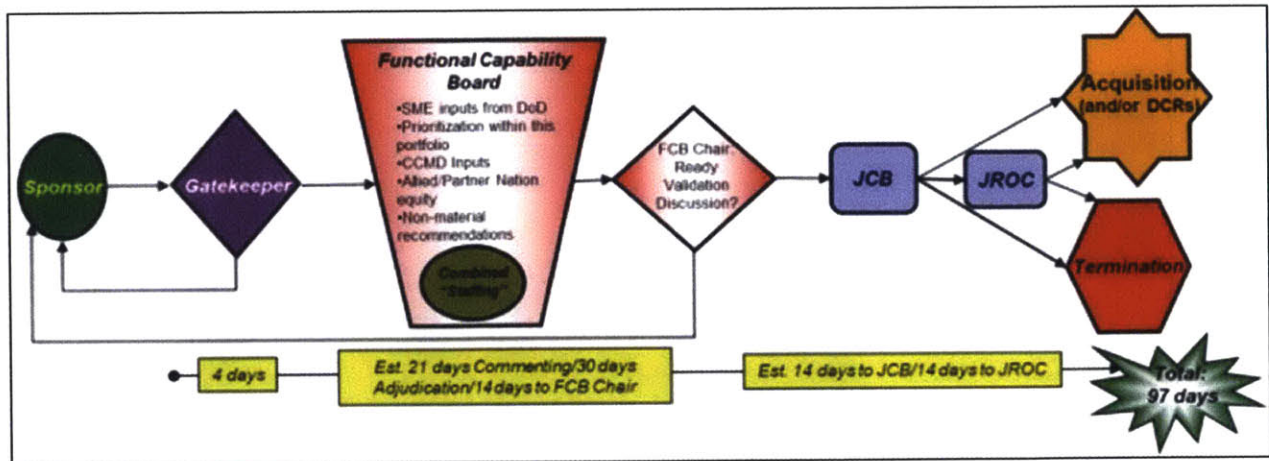 Sponsor
Gatekeeper
Functional Capability
Board
•SME inputs from DoD
•Prioritization within this
portfolio
•CCMD Inputs
•Allied/Partner Nation
equity
•Non-material
recommendations
Combined
"Staffing"
FCB Chair:
Ready
Validation
Discussion?
JCB
JROC
Acquisition
(and/or DCRs)
Termination
4 days
Est. 21 days Commenting/30 days
Adjudication/14 days to FCB Chair
Est. 14 days to JCB/14 days to JROC
Total:
97 days